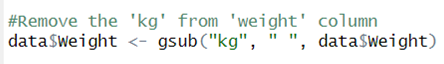 #Remove the 'kg' from 'weight' column
data$Weight <- gsub("kg", " ", data$Weight)